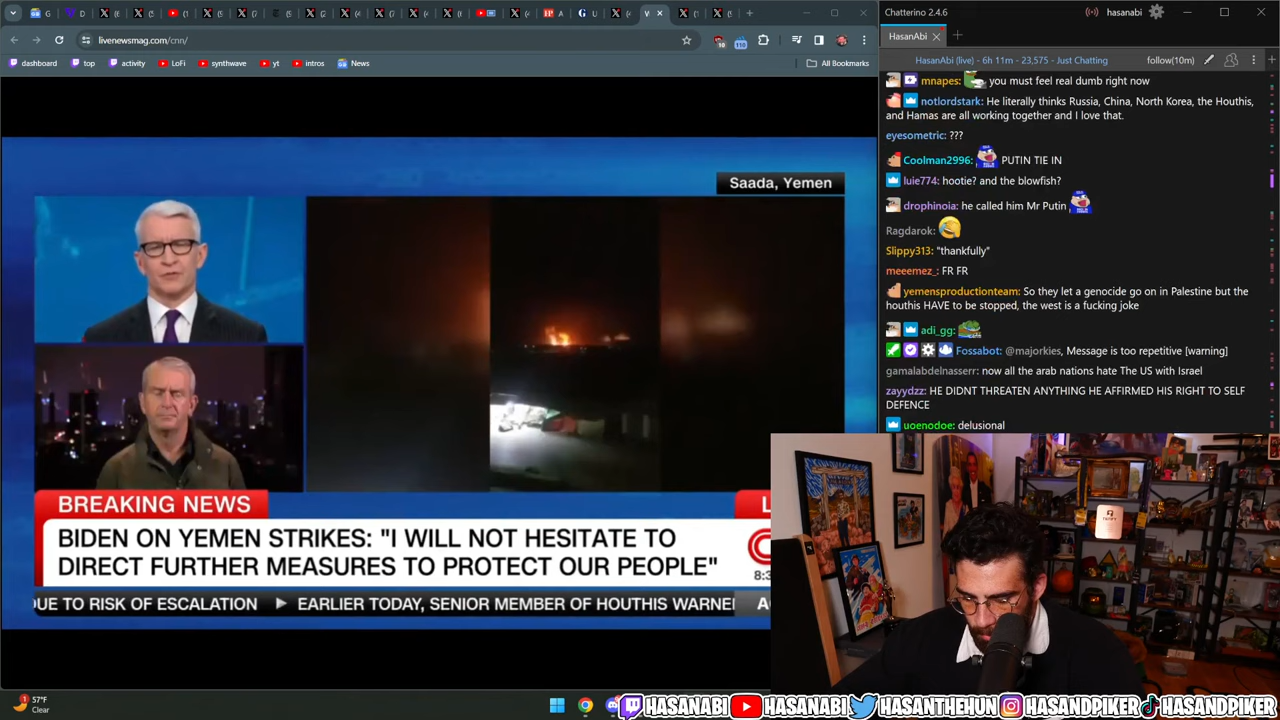 livenewsmag.com/cnn/
dashboard
top
activity
LoFi
synthwave
yt
intros
News
All Bookmarks
Saada, Yemen
BREAKING NEWS
BIDEN ON YEMEN STRIKES: "I WILL NOT HESITATE TO
DIRECT FURTHER MEASURES TO PROTECT OUR PEOPLE"
DUE TO RISK OF ESCALATION ▶ EARLIER TODAY, SENIOR MEMBER OF HOUTHIS WARNE
57°F
Clear
Chatterino 2.4.6
hasanabi
HasanAbi
HasanAbi (live) - 6h 11m - 23,575 - Just Chatting
follow(10m)
mnapes: you must feel real dumb right now
notlordstark: He literally thinks Russia, China, North Korea, the Houthis,
and Hamas are all working together and I love that.
eyesometric: ???
Coolman2996: PUTIN TIE IN
luie774: hootie? and the blowfish?
drophinoia: he called him Mr Putin
Ragdarok:
Slippy313: "thankfully"
meeemez_: FR FR
yemensproductionteam: So they let a genocide go on in Palestine but the
houthis HAVE to be stopped, the west is a fucking joke
adi_gg:
Fossabot: @majorkies, Message is too repetitive [warning]
gamalabdelnasserr: now all the arab nations hate The US with Israel
zayydzz: HE DIDNT THREATEN ANYTHING HE AFFIRMED HIS RIGHT TO SELF
DEFENCE
uoenodoe: delusional
HASANABI
HASANABI
HASANTHEHUN
HASANDPIKER
HASANDPIKER